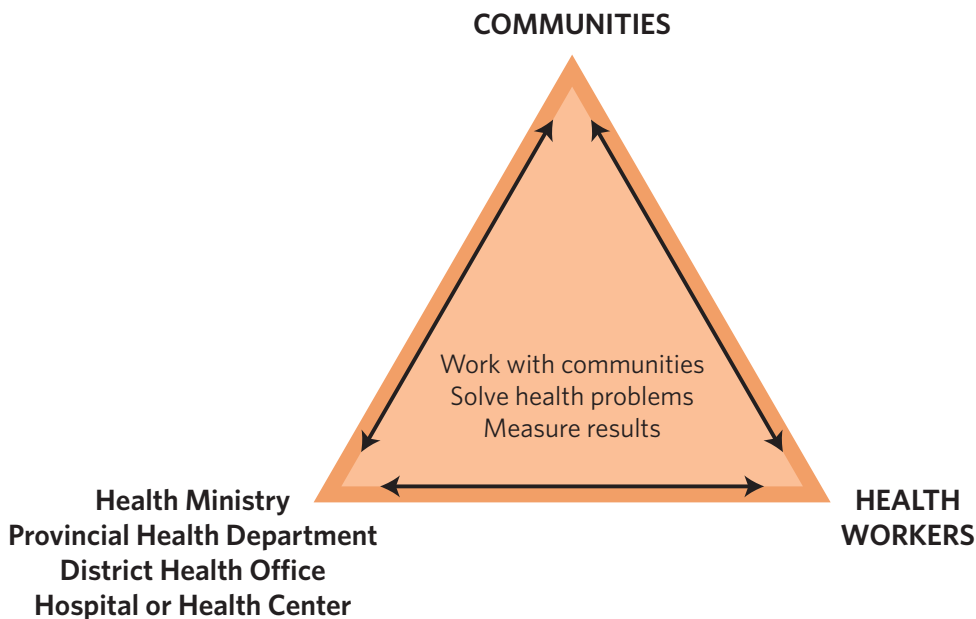 COMMUNITIES
Work with communities
Solve health problems
Measure results
Health Ministry
Provincial Health Department
District Health Office
Hospital or Health Center
HEALTH
WORKERS